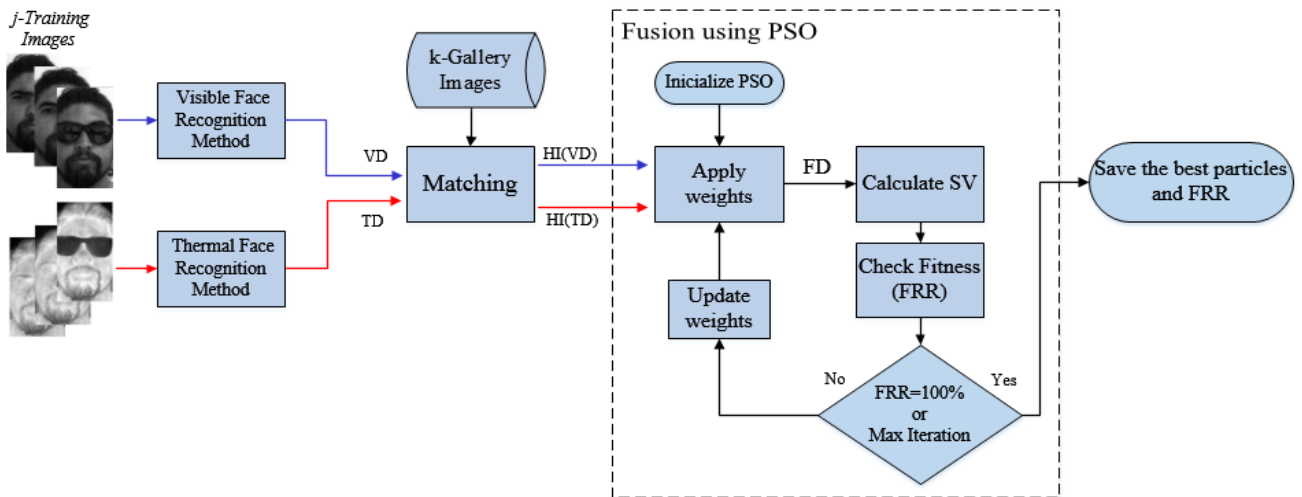 j-Training
Images
Visible Face
Recognition
Method
Thermal Face
Recognition
Method
VD
TD
k-Gallery
Images
Matching
HI(VD)
HI(TD)
Fusion using PSO
Inicialize PSO
Apply
weights
FD
Calculate SV
Check Fitness
(FRR)
Update
weights
No
FRR=100%
or
Max Iteration
Yes
Save the best particles
and FRR